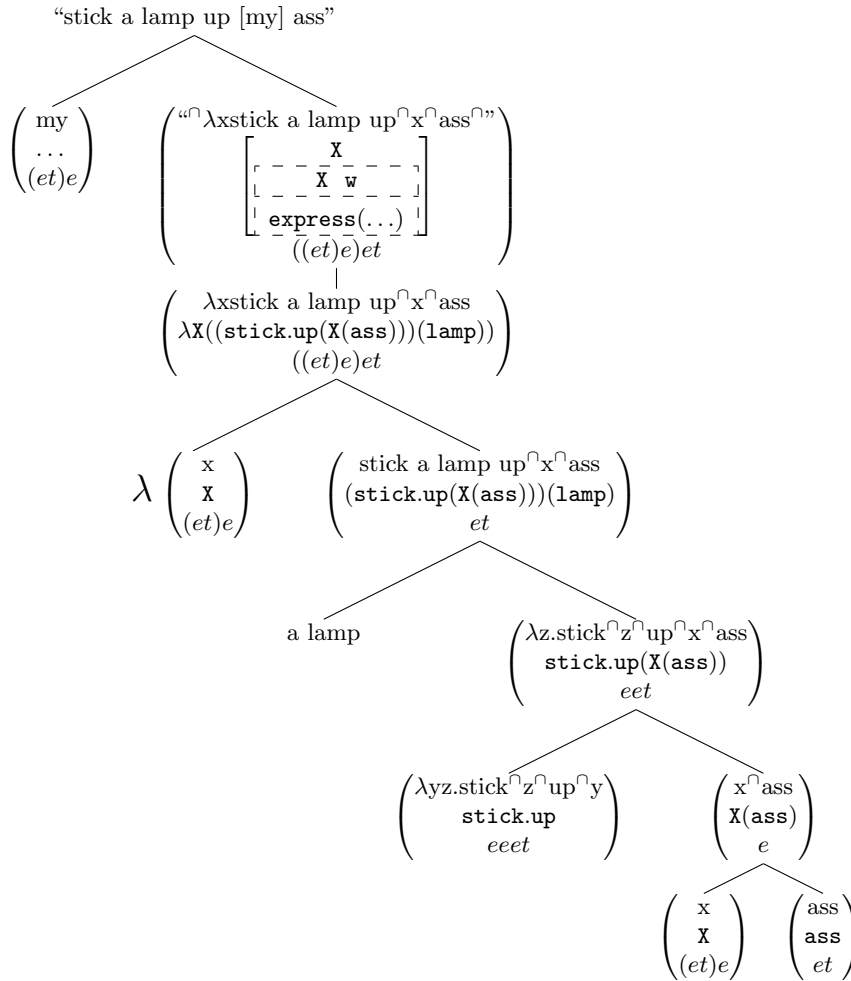 “stick a lamp up [my] ass”
my
. . .
(et)e
“∩ λxstick a lamp up∩x∩ass∩”
X
X w
express(...)
((et)e)et
λxstick a lamp up∩x∩ass
λX((stick.up(X(ass)))(lamp))
((et)e)et
λ
x
X
(et)e
stick a lamp up∩x∩ass
(stick.up(X(ass)))(lamp)
et
a lamp
λz.stick∩z∩up∩x∩ass
stick.up(X(ass))
eet
λyz.stick∩z∩up∩y
stick.up
eeet
x∩ass
X(ass)
e
x
X
(et)e
ass
ass
et